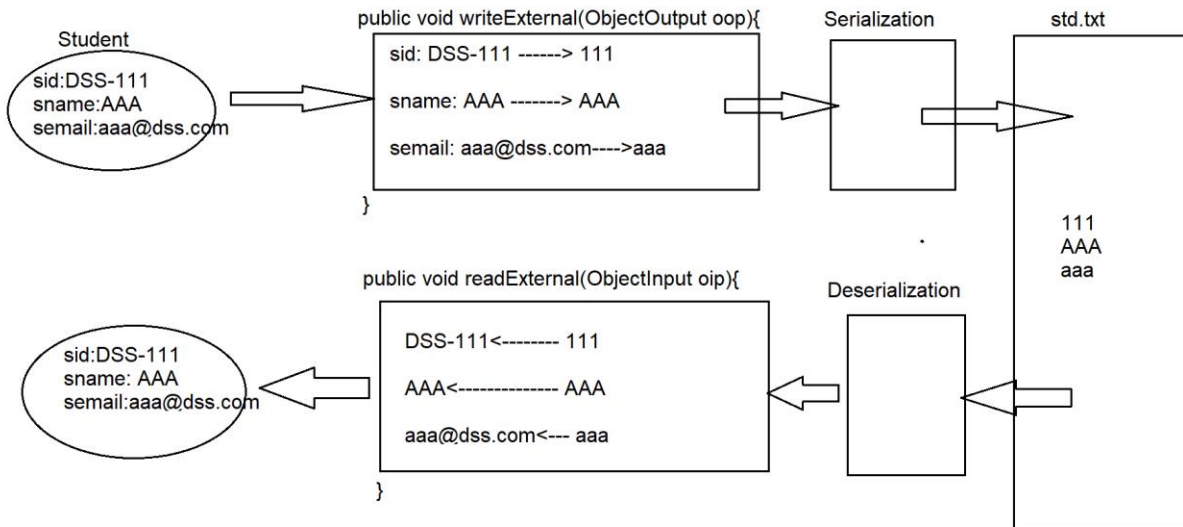 public void writeExternal(ObjectOutput oop){
Serialization
std.txt
Student
sid:DSS-111
sname:AAA
semail:aaa@dss.com
sid: DSS-111 ------> 111
sname: AAA -------> AAA
semail: aaa@dss.com---->aaa
}
111
AAA
aaa
public void readExternal(ObjectInput oip){
Deserialization
DSS-111<-------- 111
AAA<-------------- AAA
aaa@dss.com<--- aaa
}
sid:DSS-111
sname: AAA
semail:aaa@dss.com